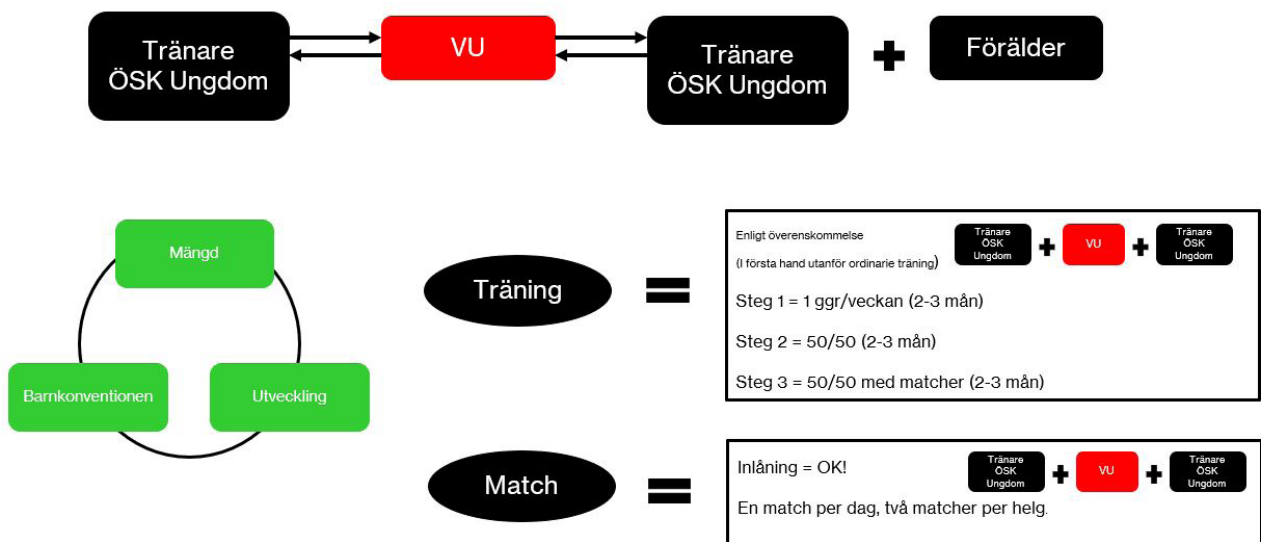 Tränare
ÖSK Ungdom
VU
Tränare
ÖSK Ungdom
Förälder
Mängd
Barnkonventionen
Utveckling
Träning
Enligt överenskommelse
(I första hand utanför ordinarie träning)
Tränare
ÖSK
Ungdom
VU
Tränare
ÖSK
Ungdom
Steg 1 = 1 ggr/veckan (2-3 mån)
Steg 2 = 50/50 (2-3 mån)
Steg 3 = 50/50 med matcher (2-3 mån)
Match
Inlåning = OK!
Tränare
ÖSK
Ungdom
VU
Tränare
ÖSK
Ungdom
En match per dag, två matcher per helg.